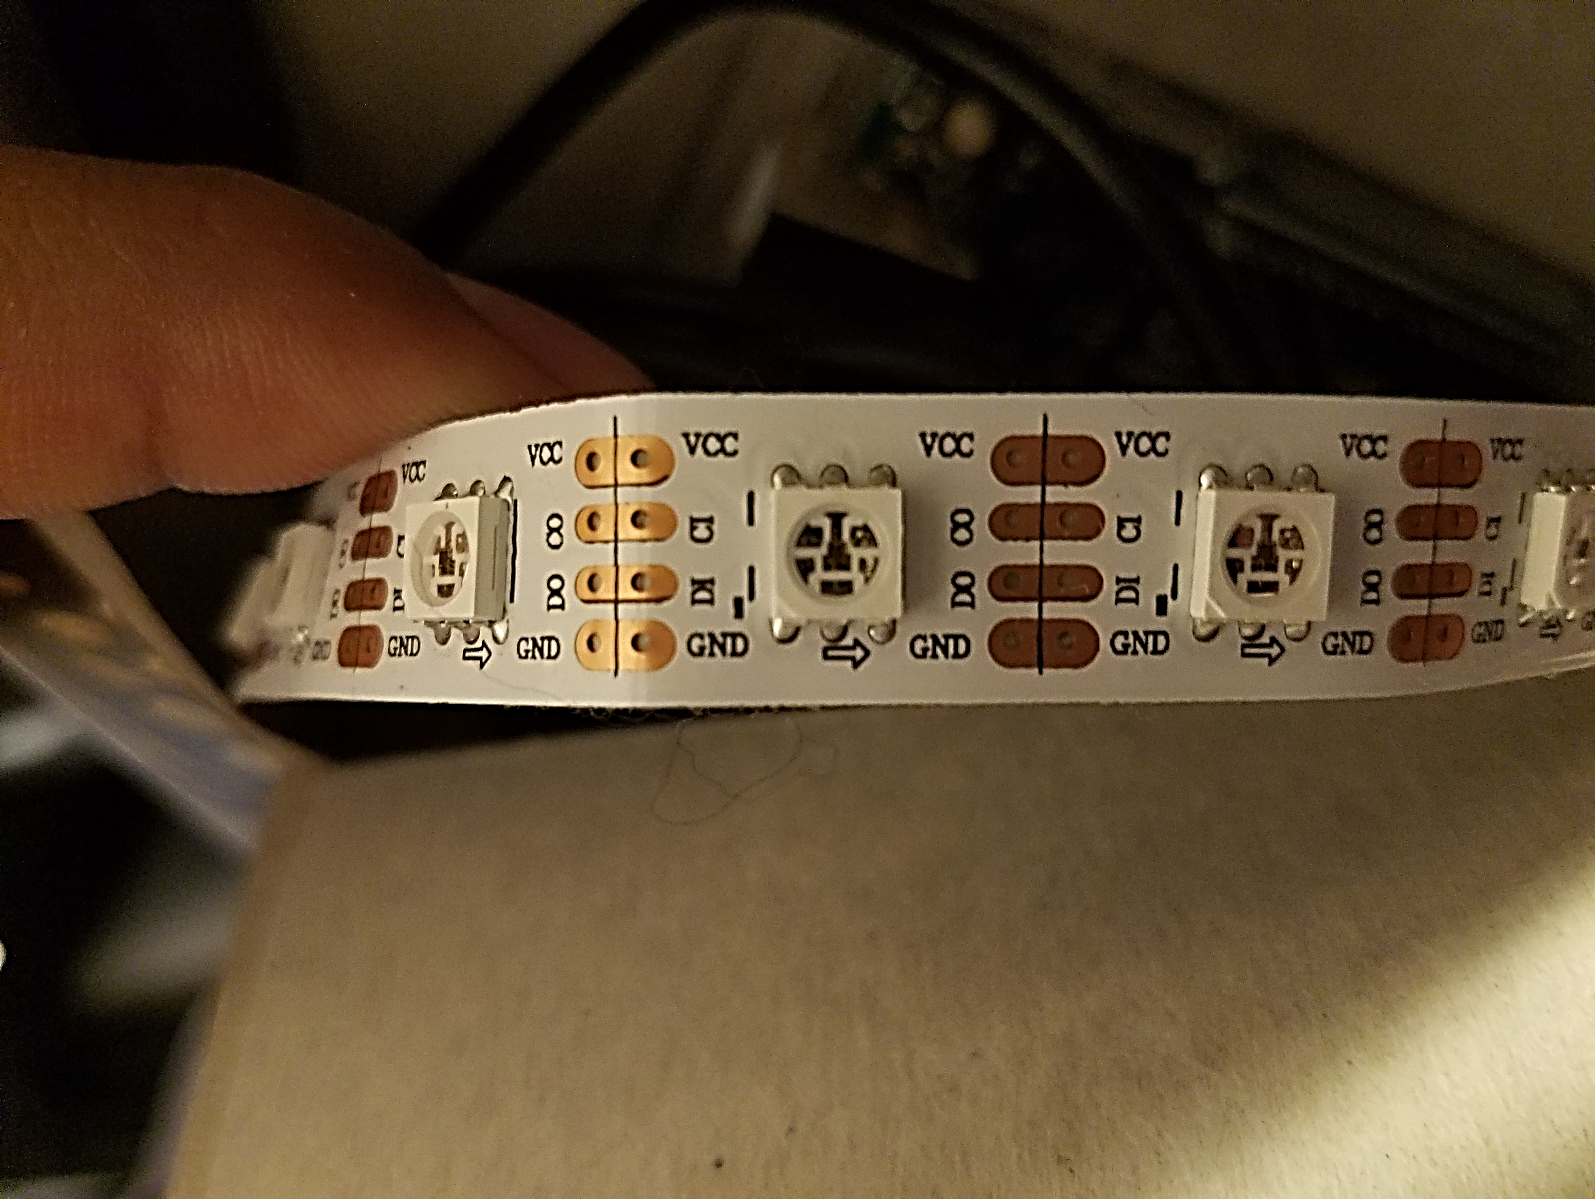 VCC VCC VCC VCC VCC VCC
CO CI CO CI CO CI
DI DO DI DO DI DO DI
GND GND GND GND GND GND GND